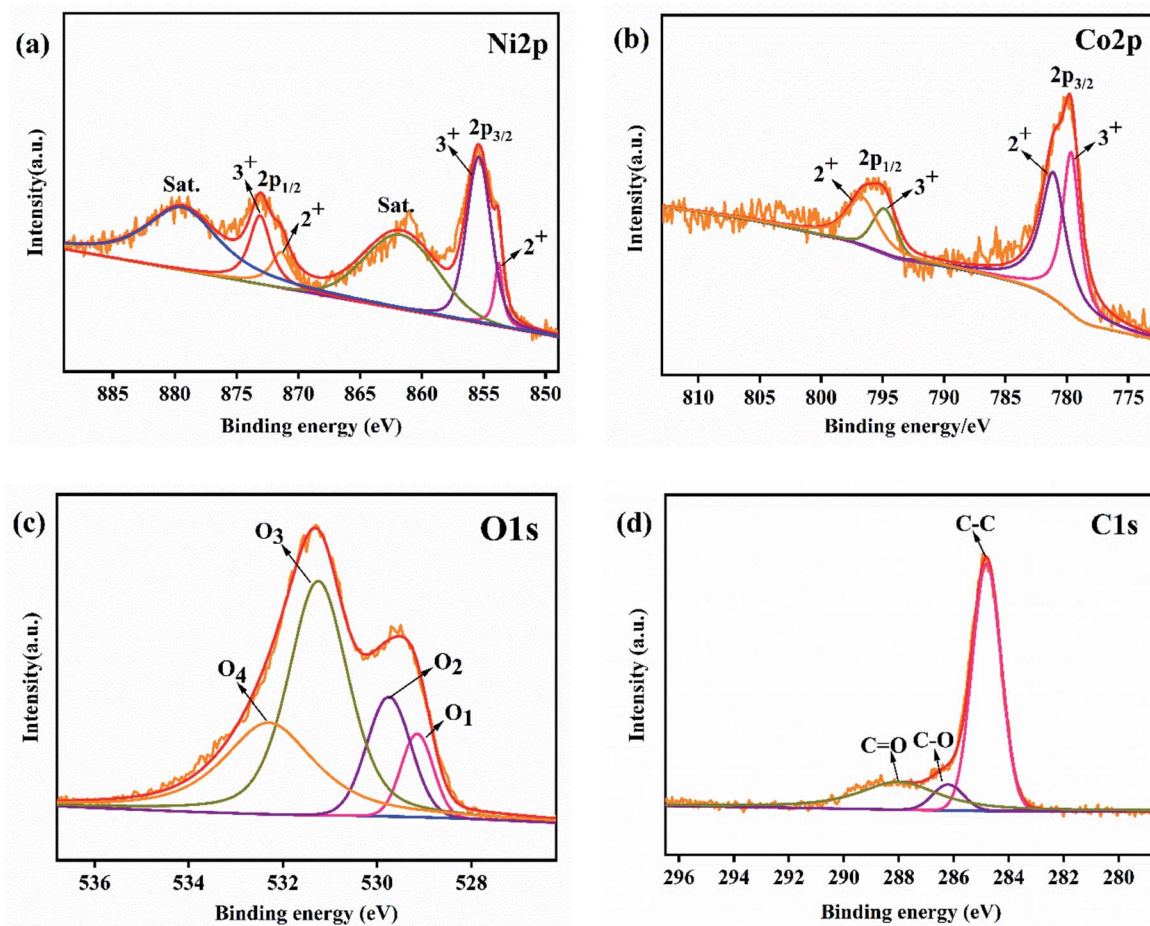 (a)
Ni2p
Sat.
3⁺
2p₁/₂
2⁺
Sat.
3⁺
2p₃/₂
2⁺
Intensity(a.u.)
885 880 875 870 865 860 854 850
Binding energy (eV)
(b)
Co2p
2p₃/₂
2⁺
3⁺
2p₁/₂
2⁺
3⁺
Intensity(a.u.)
810 805 800 795 790 785 780 775
Binding energy/eV
(c)
O1s
O₃
O₄
O₂
O₁
Intensity(a.u.)
536 534 532 531 529 528
Binding energy (eV)
(d)
C1s
C-C
C=O
C-O
Intensity (a.u.)
296 294 292 290 288 286 284 282 280
Binding energy (eV)